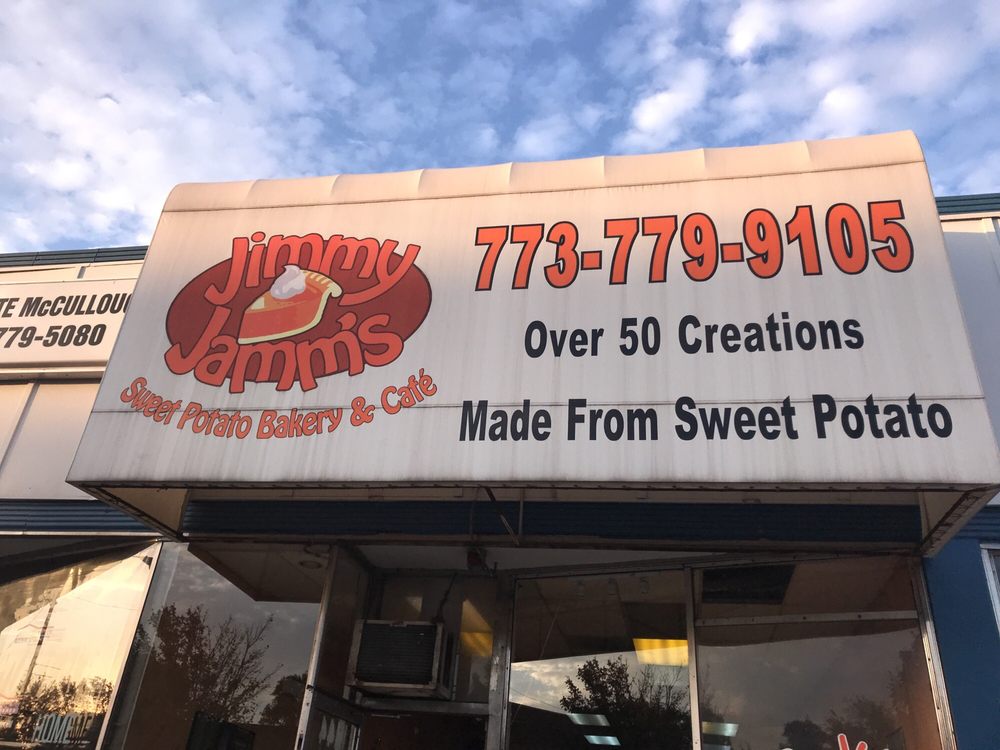 Jimmy
Jamm's
Sweet Potato Bakery & Café
773-779-9105
Over 50 Creations
Made From Sweet Potato
McCULLOU
779-5080